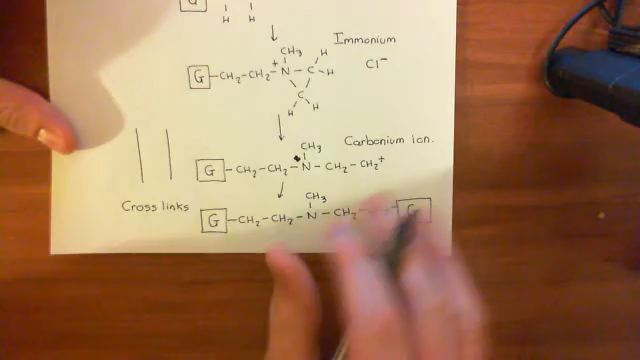 G
H H
CH₃ H Immonium
G-CH₂-CH₂-N⁺-C-H Cl⁻
C
H H
CH₃ Carbonium ion.
G-CH₂-CH₂-N-CH₂-CH₂⁺
Cross links CH₃
G-CH₂-CH₂-N-CH₂ G